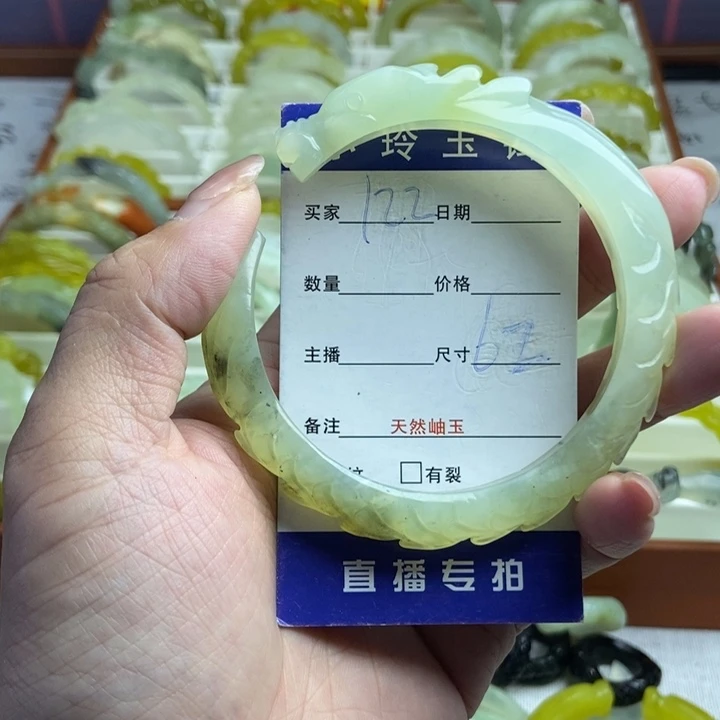 玲玉
买家 122 日期
数量 价格
主播 尺寸 62
备注 天然岫玉
有裂
直播专拍